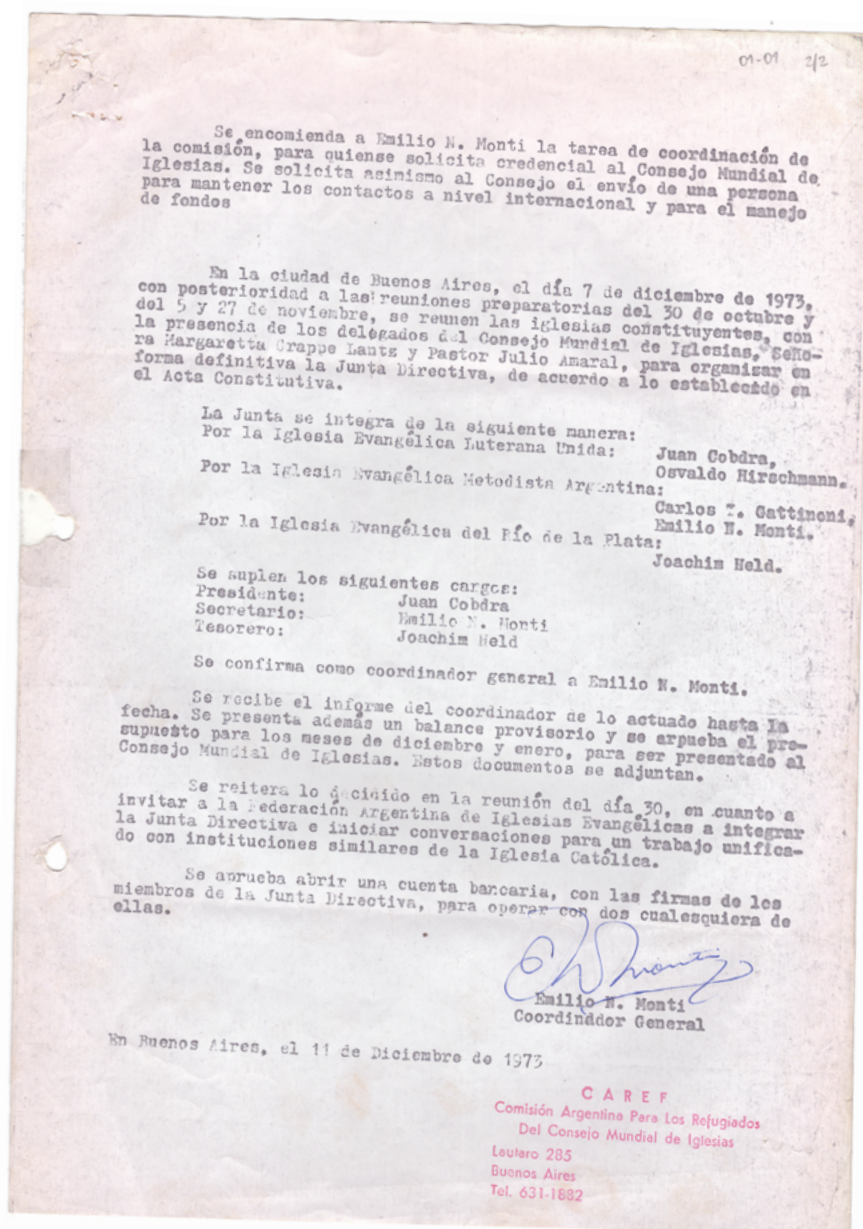 01-01 2/2
Se encomienda a Emilio N. Monti la tarea de coordinación de
la comisión, para quiense solicita credencial al Consejo Mundial de
Iglesias. Se solicita asimismo al Consejo el envío de una persona
para mantener los contactos a nivel internacional y para el manejo
de fondos
En la ciudad de Buenos Aires, el día 7 de diciembre de 1973,
con posterioridad a las reuniones preparatorias del 30 de octubre y
del 5 y 27 de noviembre, se reunen las iglesias constituyentes, con
la presencia de los delegados del Consejo Mundial de Iglesias, Seño-
ra Margaretta Crappe Lantz y Pastor Julio Amaral, para organizar en
forma definitiva la Junta Directiva, de acuerdo a lo establecido en
el Acta Constitutiva.
La Junta se integra de la siguiente manera:
Por la Iglesia Evangélica Luterana Unida:
Juan Cobdra,
Osvaldo Hirschmann.
Por la Iglesia Evangélica Metodista Argentina:
Carlos T. Gattinoni,
Emilio N. Monti.
Por la Iglesia Evangélica del Río de la Plata:
Joachim Held.
Se suplen los siguientes cargos:
Presidente: Juan Cobdra
Secretario: Emilio N. Monti
Tesorero: Joachim Held
Se confirma como coordinador general a Emilio N. Monti.
Se recibe el informe del coordinador de lo actuado hasta la
fecha. Se presenta además un balance provisorio y se arpueba el pre-
supuesto para los meses de diciembre y enero, para ser presentado al
Consejo Mundial de Iglesias. Estos documentos se adjuntan.
Se reitera lo decidido en la reunión del día 30, en cuanto a
invitar a la Federación Argentina de Iglesias Evangélicas a integrar
la Junta Directiva e iniciar conversaciones para un trabajo unifica-
do con instituciones similares de la Iglesia Católica.
Se aprueba abrir una cuenta bancaria, con las firmas de los
miembros de la Junta Directiva, para operar con dos cualesquiera de
ellas.
Emilio N. Monti
Coordinddor General
En Buenos Aires, el 11 de Diciembre de 1973
CAREF
Comisión Argentina Para Los Refugiados
Del Consejo Mundial de Iglesias
Lautaro 285
Buenos Aires
Tel. 631-1882